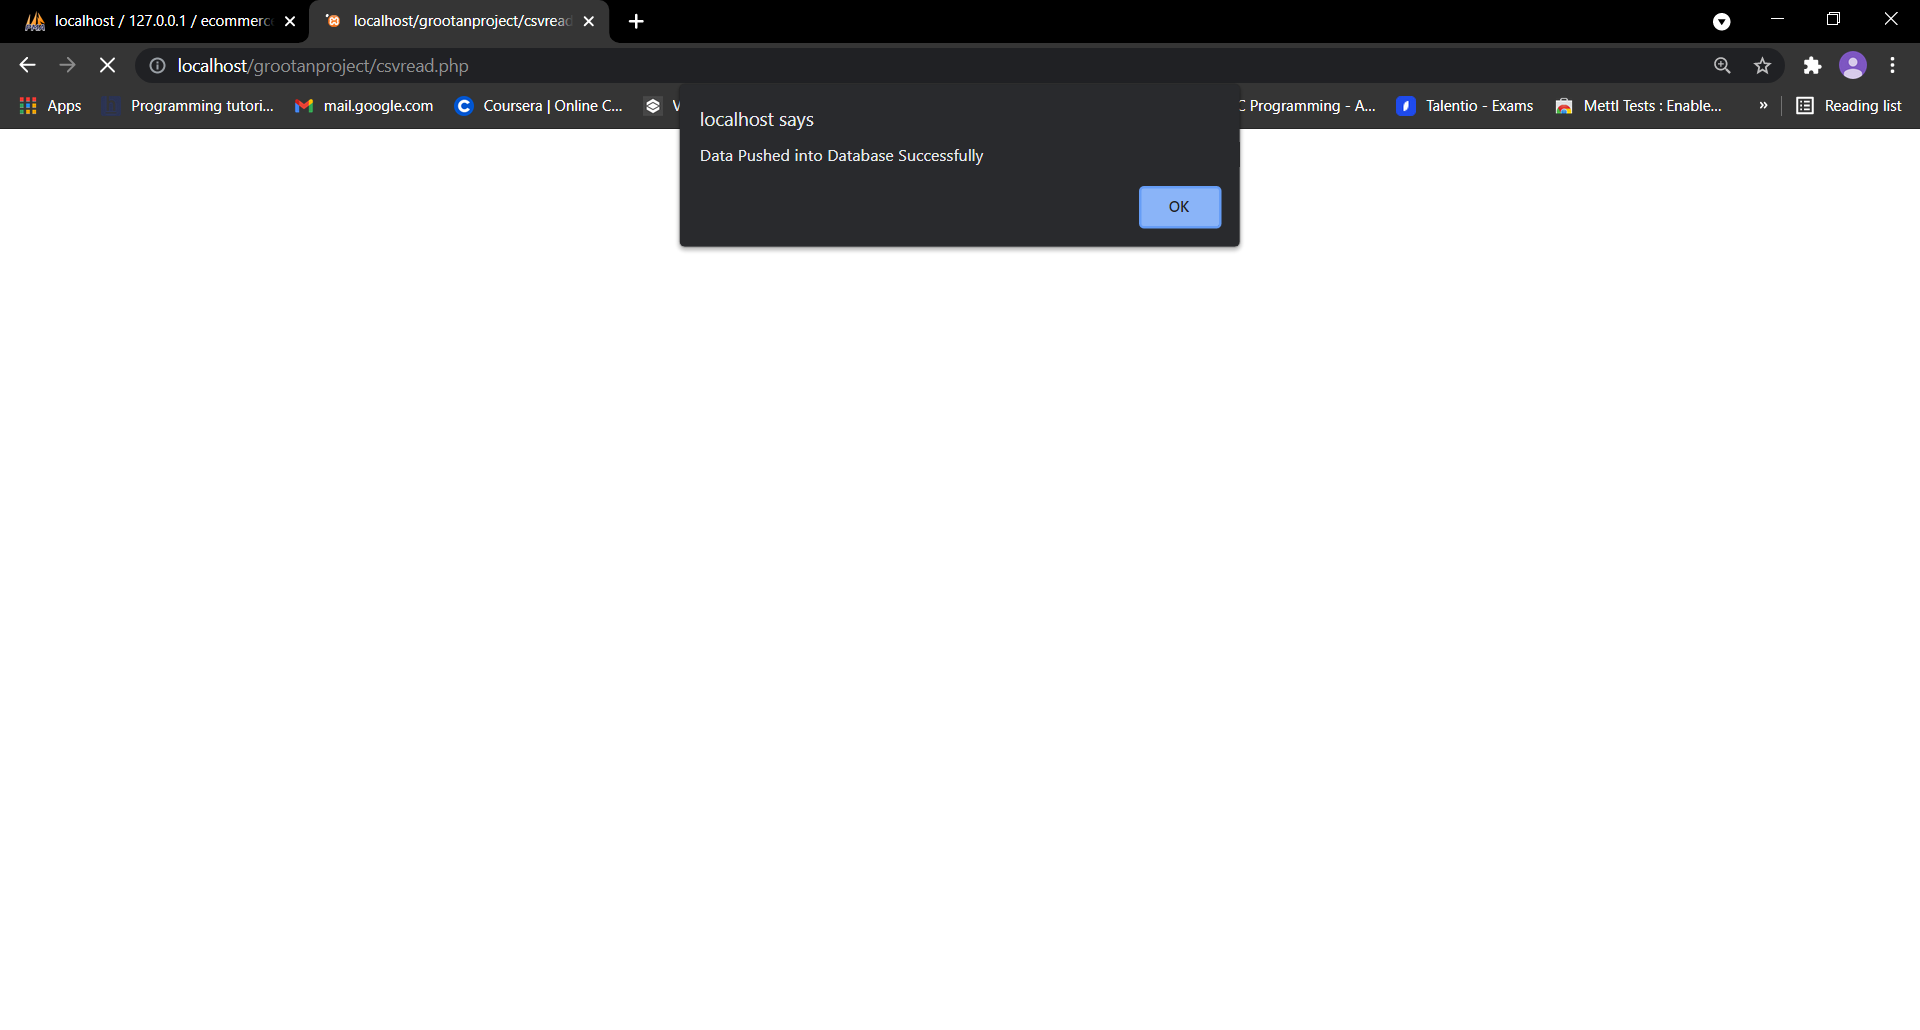 localhost / 127.0.0.1 / ecommerc
localhost/grootanproject/csvread
localhost/grootanproject/csvread.php
Apps
Programming tutori...
mail.google.com
Coursera | Online C...
C Programming - A...
Talentio - Exams
Mettl Tests : Enable...
»
Reading list
localhost says
Data Pushed into Database Successfully
OK